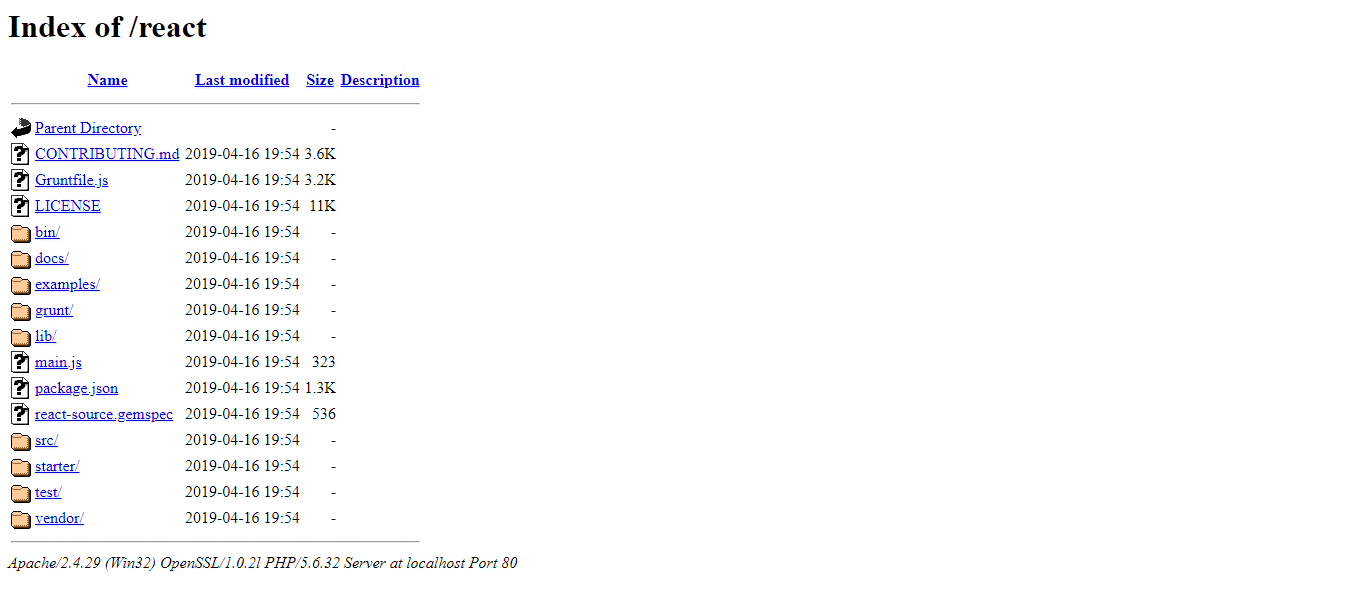 Index of /react
Name Last modified Size Description
Parent Directory -
CONTRIBUTING.md 2019-04-16 19:54 3.6K
Gruntfile.js 2019-04-16 19:54 3.2K
LICENSE 2019-04-16 19:54 11K
bin/ 2019-04-16 19:54 -
docs/ 2019-04-16 19:54 -
examples/ 2019-04-16 19:54 -
grunt/ 2019-04-16 19:54 -
lib/ 2019-04-16 19:54 -
main.js 2019-04-16 19:54 323
package.json 2019-04-16 19:54 1.3K
react-source.gemspec 2019-04-16 19:54 536
src/ 2019-04-16 19:54 -
starter/ 2019-04-16 19:54 -
test/ 2019-04-16 19:54 -
vendor/ 2019-04-16 19:54 -
Apache/2.4.29 (Win32) OpenSSL/1.0.2l PHP/5.6.32 Server at localhost Port 80